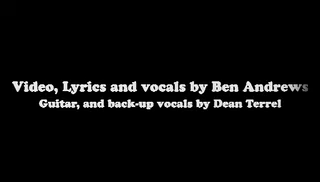 Video, Lyrics and vocals by Ben Andrews
Guitar, and back-up vocals by Dean Terrel